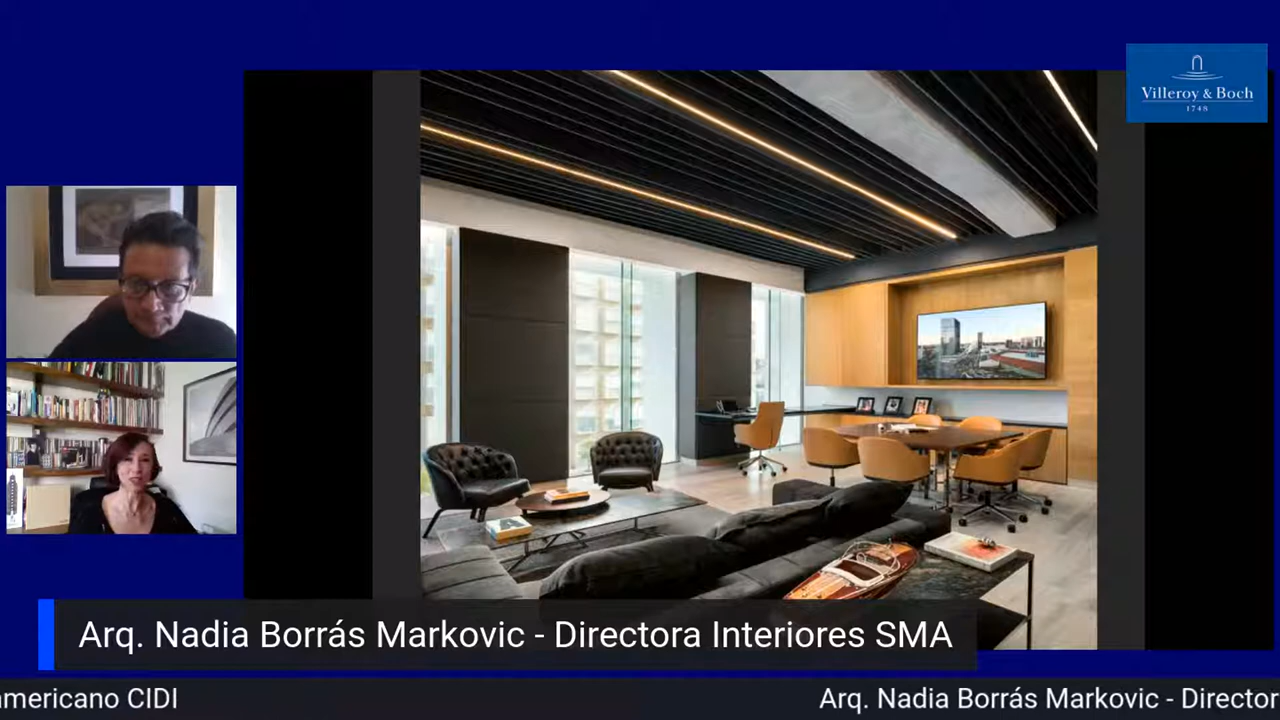 Villeroy & Boch
1748
A
Arq. Nadia Borrás Markovic - Directora Interiores SMA
americano CIDI
Arq. Nadia Borrás Markovic - Director